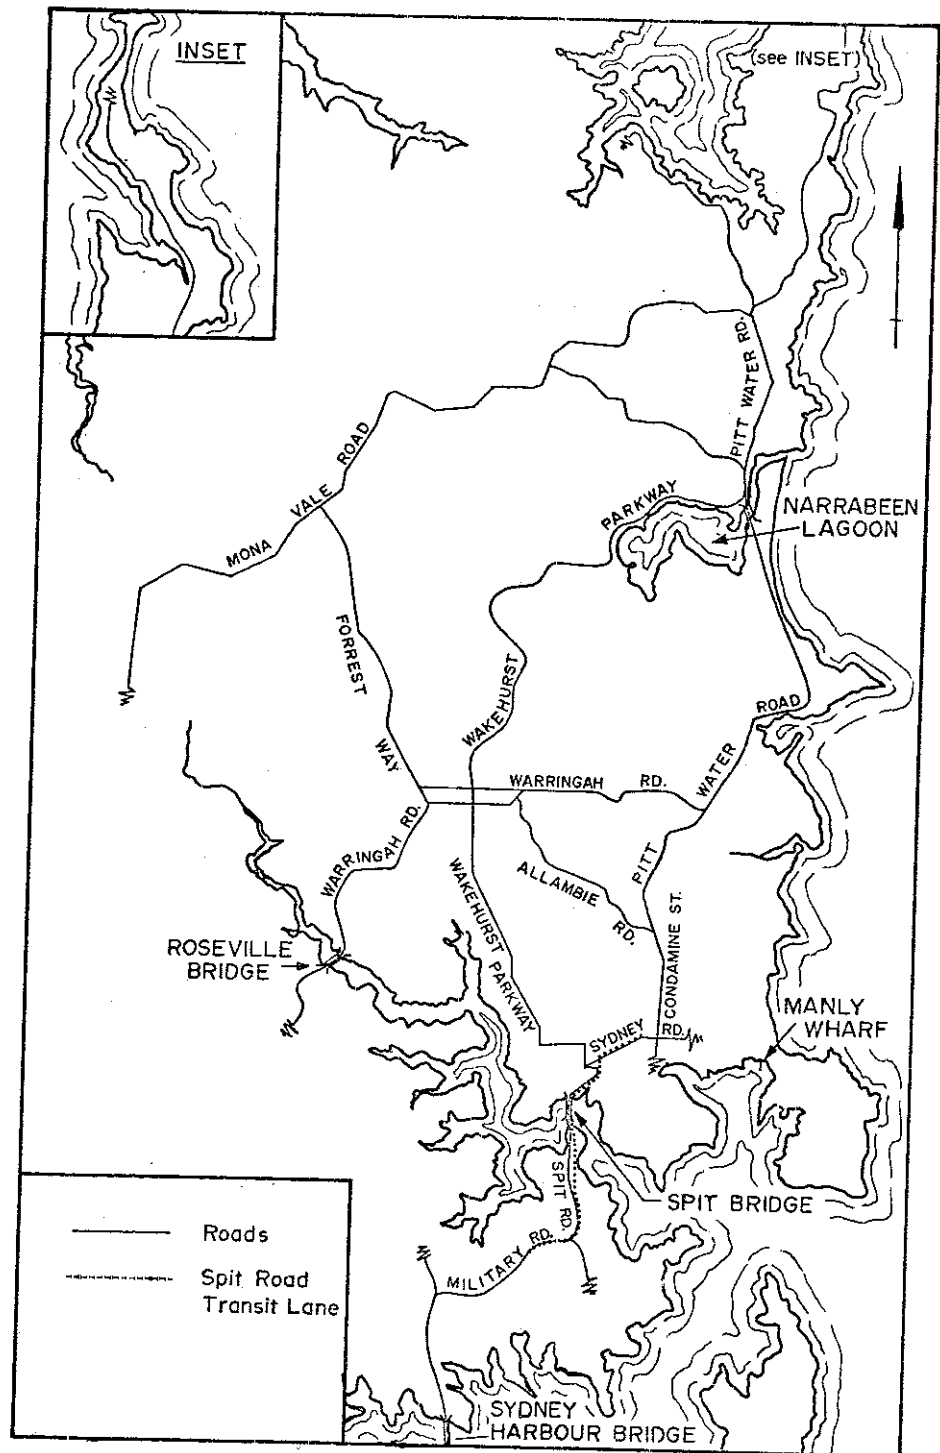 INSET
(see INSET)
PITT WATER RD.
MONA VALE ROAD
PARKWAY
NARRABEEN
LAGOON
FORREST WAY
WAKEHURST
ROAD
WATER
PITT
WARRINGAH RD.
WARRINGAH RD.
ALLAMBIE RD.
WAKEHURST PARKWAY
CONDAMINE ST.
ROSEVILLE
BRIDGE
SYDNEY RD.
MANLY
WHARF
SPIT RD.
SPIT BRIDGE
MILITARY RD.
Roads
Spit Road
Transit Lane
SYDNEY
HARBOUR BRIDGE